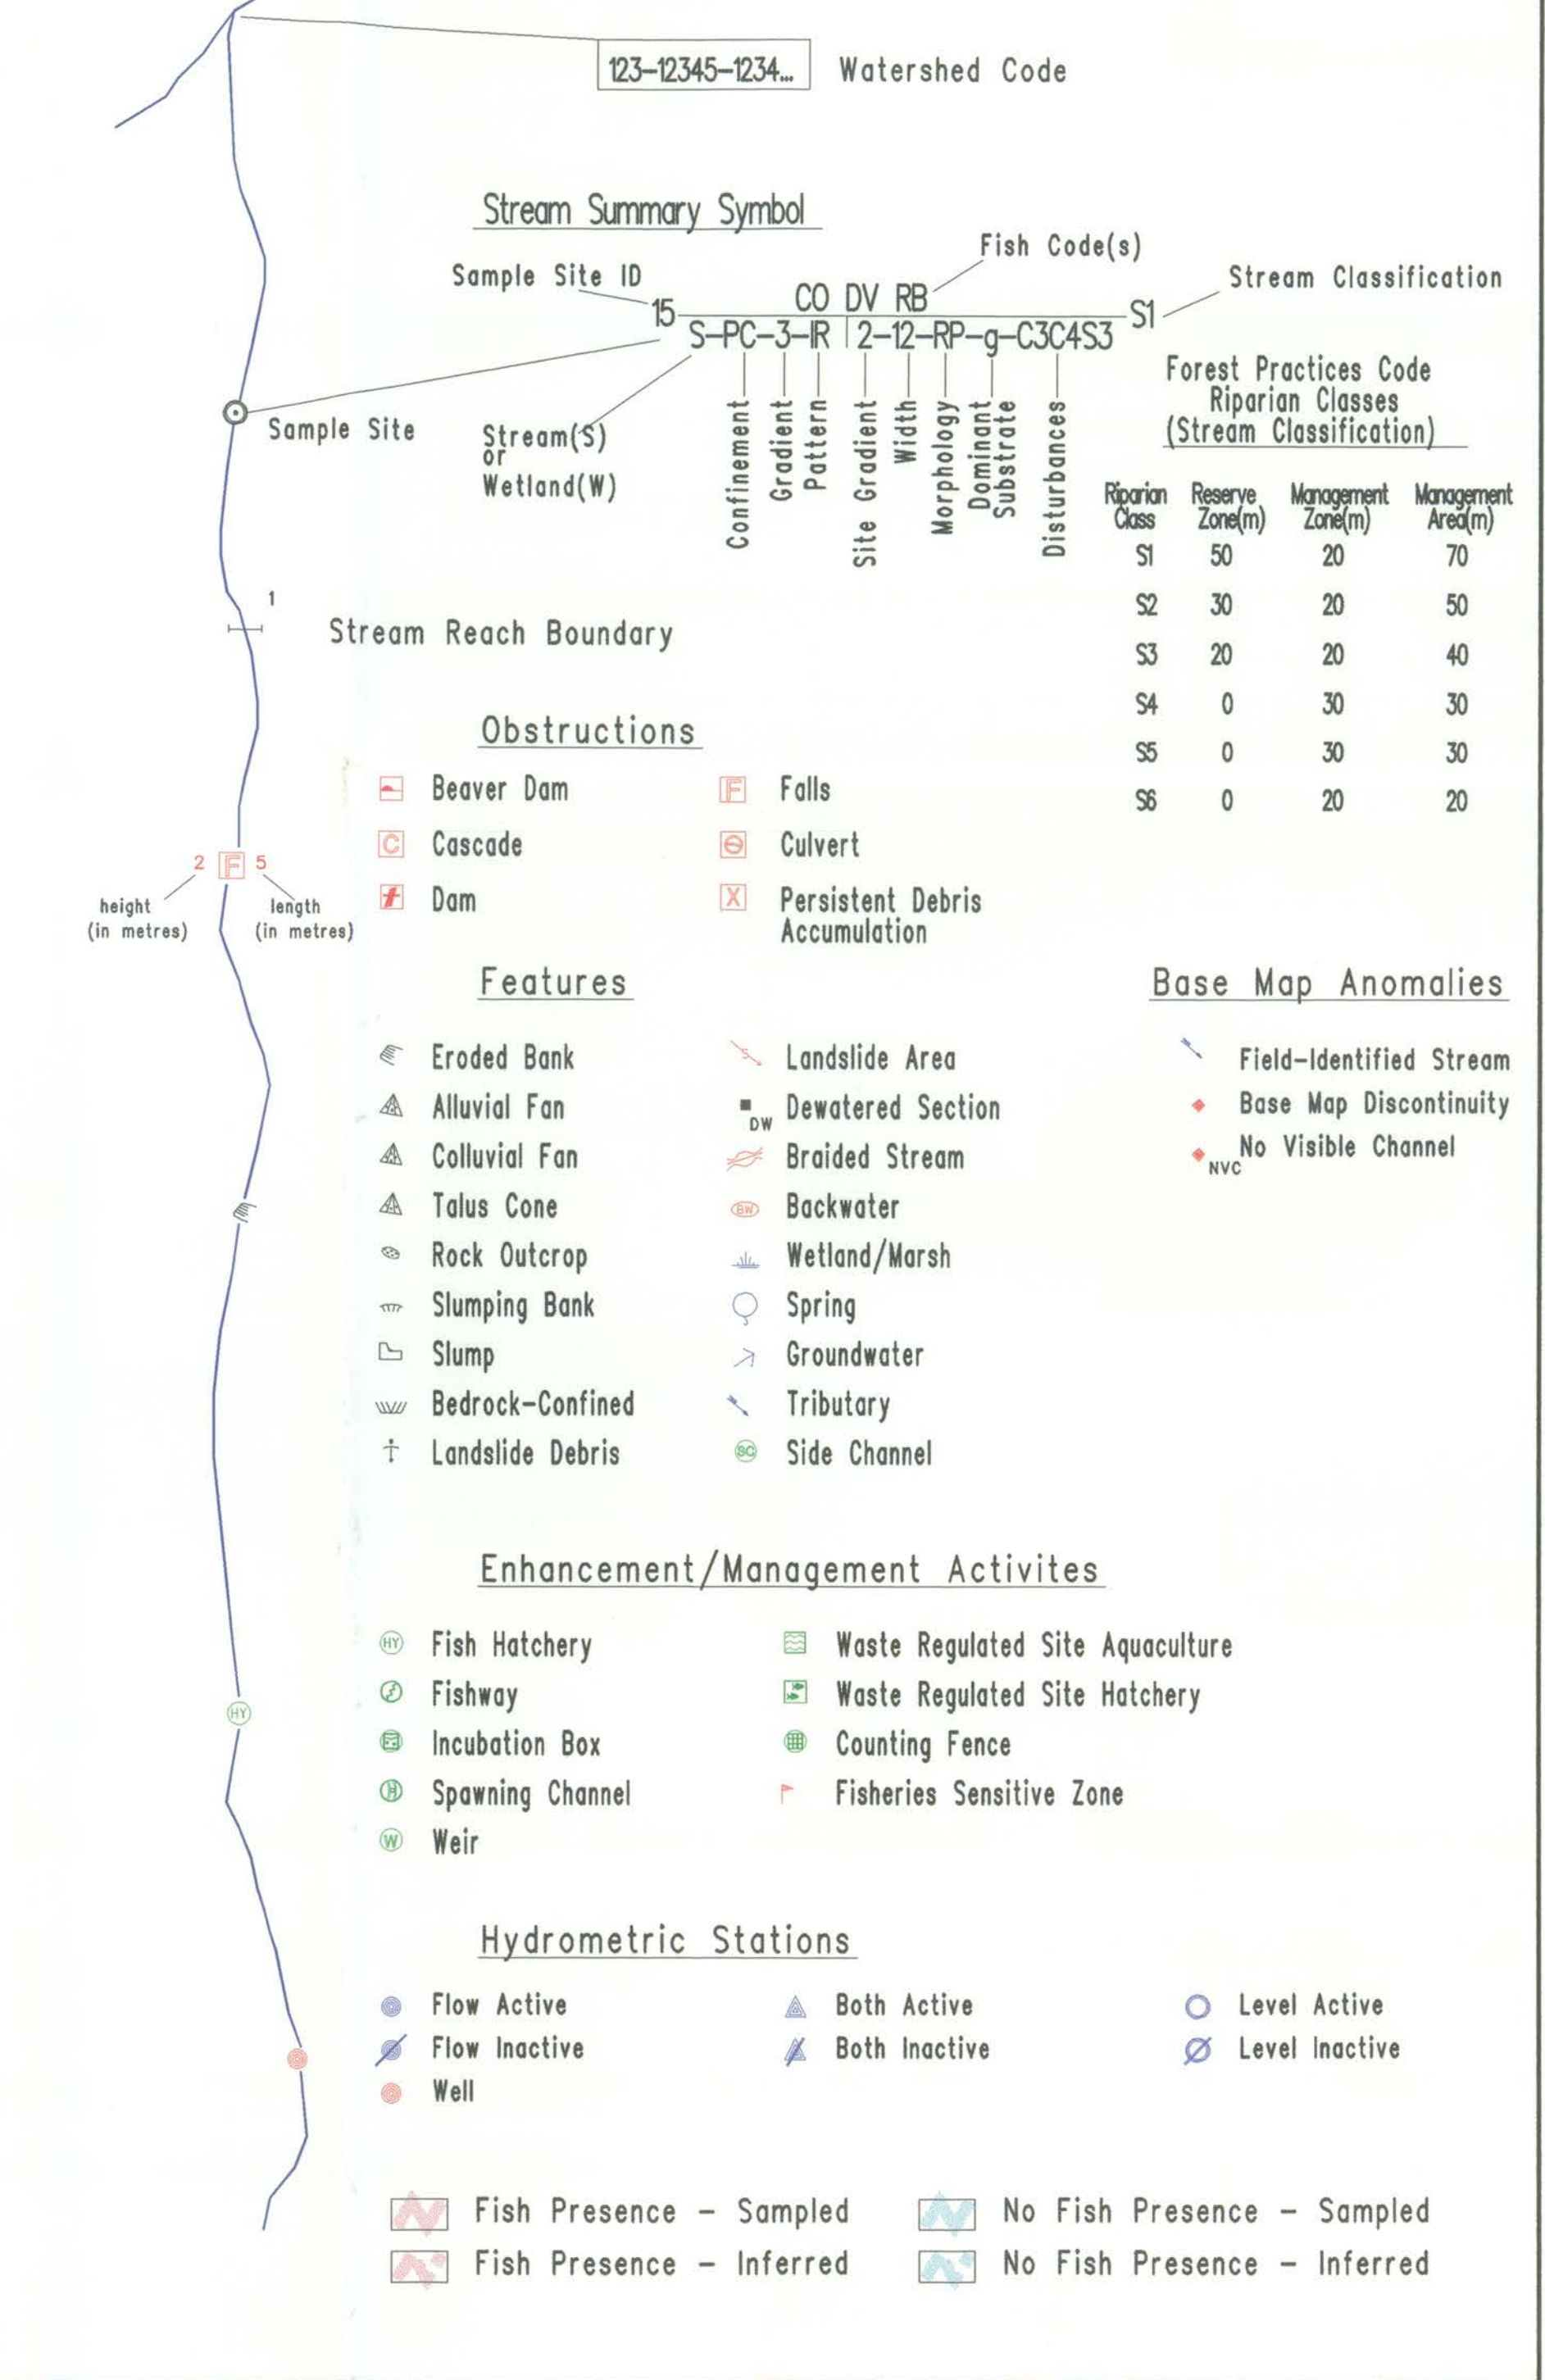 123-12345-1234... Watershed Code
Stream Summary Symbol
Fish Code(s)
Sample Site ID
Stream Classification
CO DV RB
15
S1
S-PC-3-IR 2-12-RP-g-C3C4S3
Sample Site
Stream(S)
or
Wetland(W)
Confinement
Gradient
Pattern
Site Gradient
Width
Morphology
Dominant
Substrate
Disturbances
Forest Practices Code
Riparian Classes
(Stream Classification)
Riparian Class Reserve Zone(m) Management Zone(m) Management Area(m)
S1 50 20 70
S2 30 20 50
S3 20 20 40
S4 0 30 30
S5 0 30 30
S6 0 20 20
1
Stream Reach Boundary
Obstructions
Beaver Dam
F Falls
C Cascade
Culvert
Dam
X Persistent Debris
Accumulation
2 F 5
height
(in metres)
length
(in metres)
Features
Eroded Bank
Landslide Area
Alluvial Fan
DW Dewatered Section
Colluvial Fan
Braided Stream
Talus Cone
BW Backwater
Rock Outcrop
Wetland/Marsh
Slumping Bank
Spring
Slump
Groundwater
Bedrock-Confined
Tributary
Landslide Debris
SC Side Channel
Base Map Anomalies
Field-Identified Stream
Base Map Discontinuity
NVC No Visible Channel
Enhancement/Management Activites
HY Fish Hatchery
Waste Regulated Site Aquaculture
Fishway
Waste Regulated Site Hatchery
Incubation Box
Counting Fence
Spawning Channel
Fisheries Sensitive Zone
W Weir
HY
Hydrometric Stations
Flow Active
Both Active
Level Active
Flow Inactive
Both Inactive
Level Inactive
Well
Fish Presence - Sampled
No Fish Presence - Sampled
Fish Presence - Inferred
No Fish Presence - Inferred